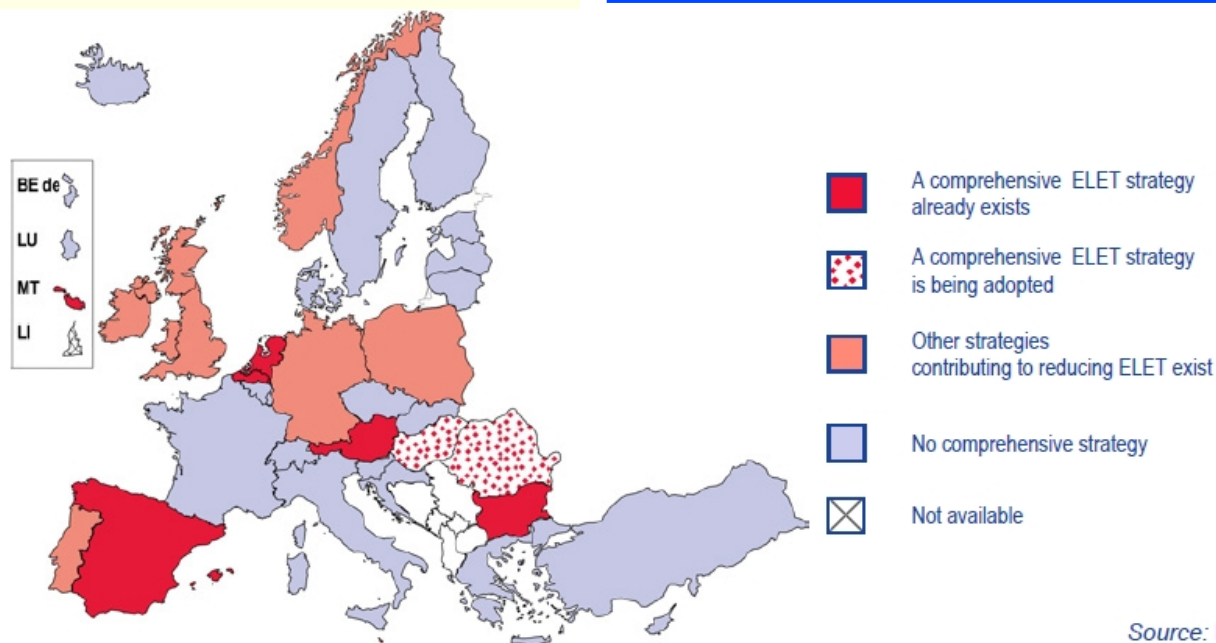 BE de
LU
MT
LI
A comprehensive ELET strategy
already exists
A comprehensive ELET strategy
is being adopted
Other strategies
contributing to reducing ELET exist
No comprehensive strategy
Not available
Source: